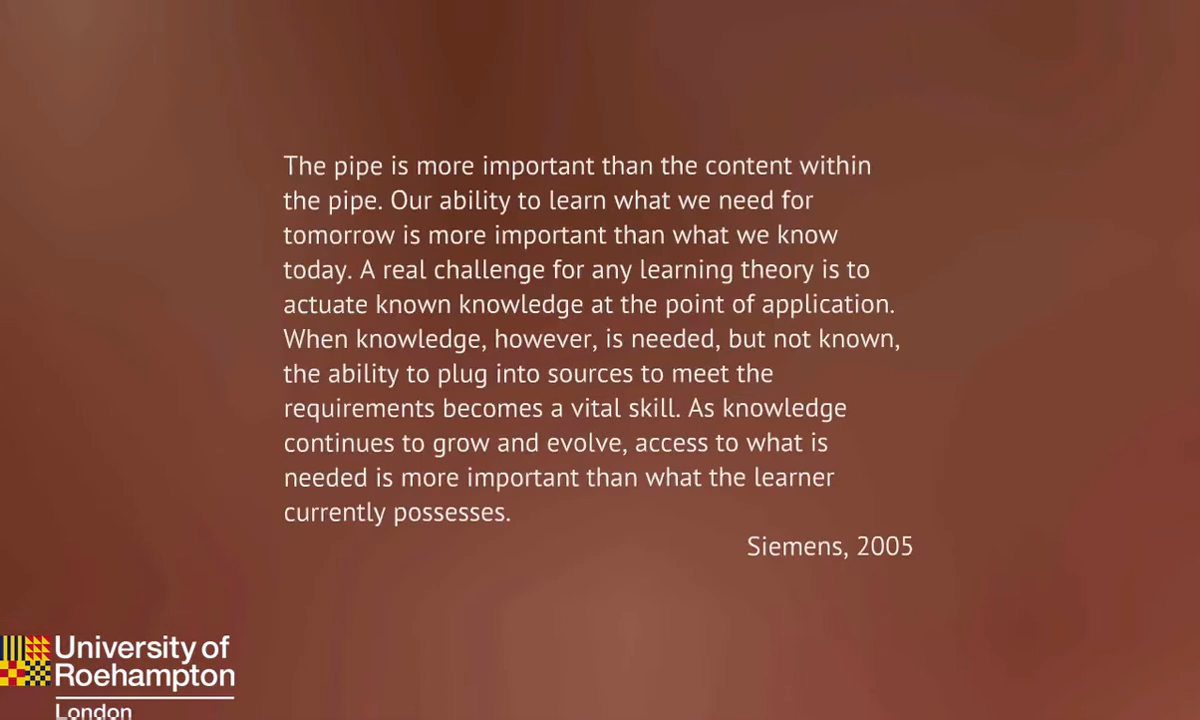 The pipe is more important than the content within
the pipe. Our ability to learn what we need for
tomorrow is more important than what we know
today. A real challenge for any learning theory is to
actuate known knowledge at the point of application.
When knowledge, however, is needed, but not known,
the ability to plug into sources to meet the
requirements becomes a vital skill. As knowledge
continues to grow and evolve, access to what is
needed is more important than what the learner
currently possesses.
Siemens, 2005
University of
Roehampton
London